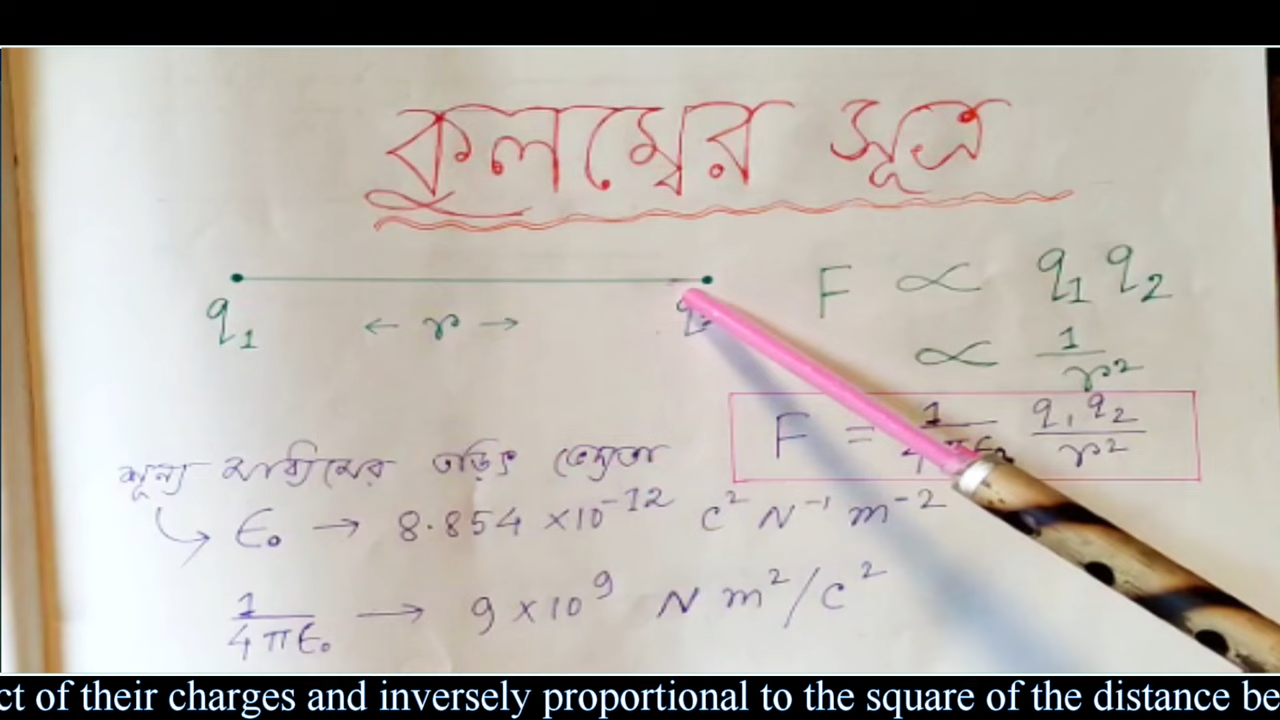 কুলম্বের সূত্র
q₁ ← r →
F ∝ q₁ q₂
∝ 1/r²
F = 1/4πε₀ q₁q₂/r²
শূন্য মাধ্যমের তড়িৎ ভেদ্যতা
ε₀ → 8.854 ×10⁻¹² C² N⁻¹ m⁻²
1/4πε₀ → 9 ×10⁹ N m²/c²
ct of their charges and inversely proportional to the square of the distance be